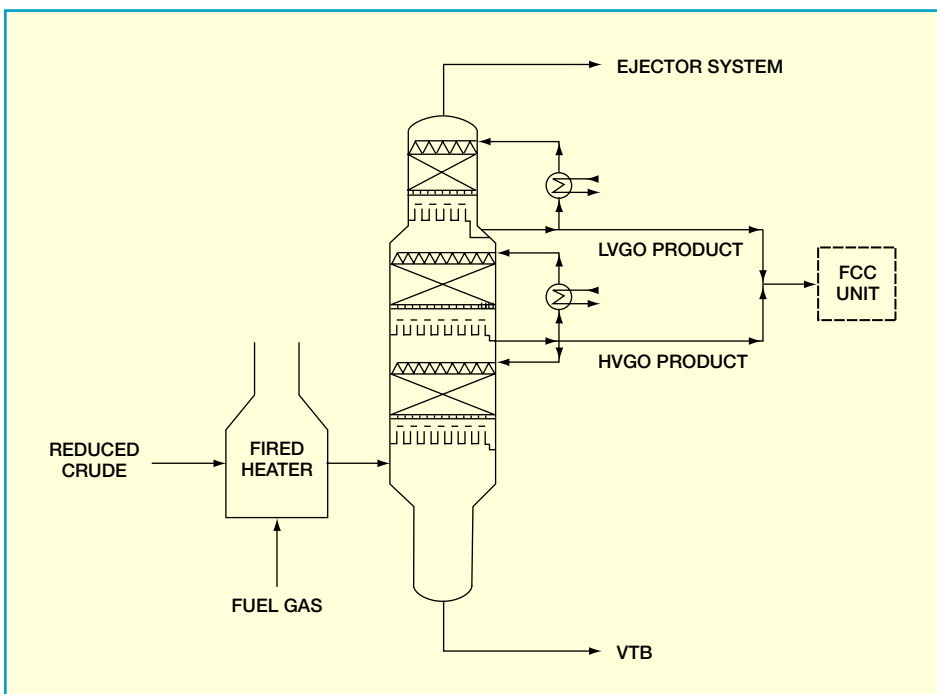 EJECTOR SYSTEM
LVGO PRODUCT
FCC
UNIT
HVGO PRODUCT
REDUCED
CRUDE
FIRED
HEATER
FUEL GAS
VTB